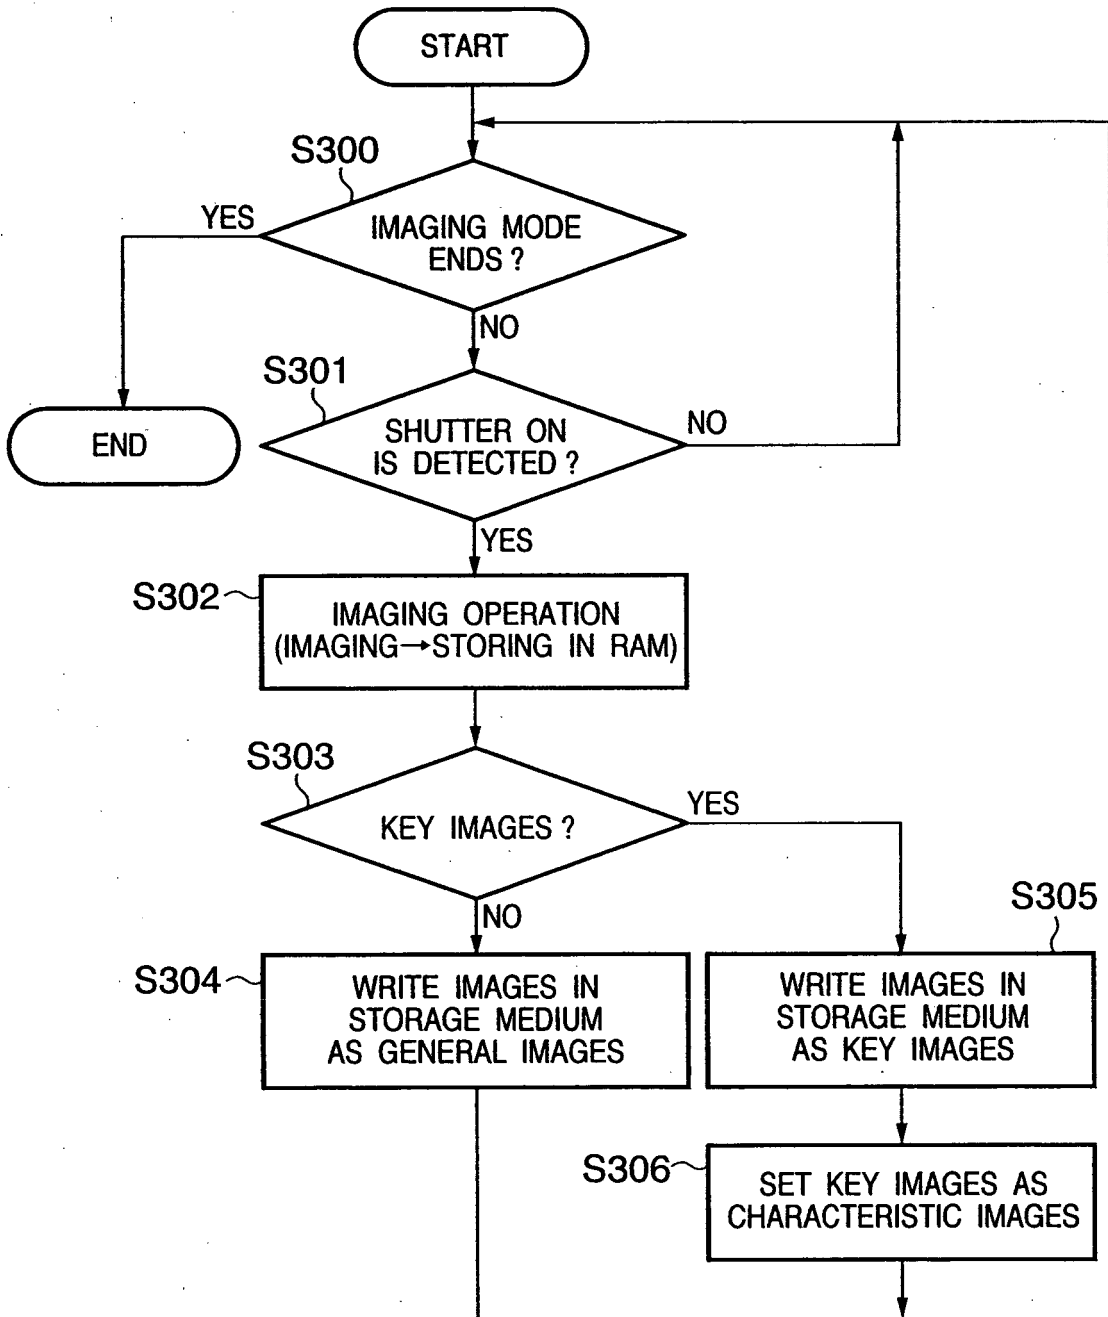 START
S300
YES
IMAGING MODE
ENDS?
NO
S301
END
SHUTTER ON
IS DETECTED?
NO
YES
S302
IMAGING OPERATION
(IMAGING→STORING IN RAM)
S303
KEY IMAGES?
YES
NO
S305
S304
WRITE IMAGES IN
STORAGE MEDIUM
AS GENERAL IMAGES
WRITE IMAGES IN
STORAGE MEDIUM
AS KEY IMAGES
S306
SET KEY IMAGES AS
CHARACTERISTIC IMAGES